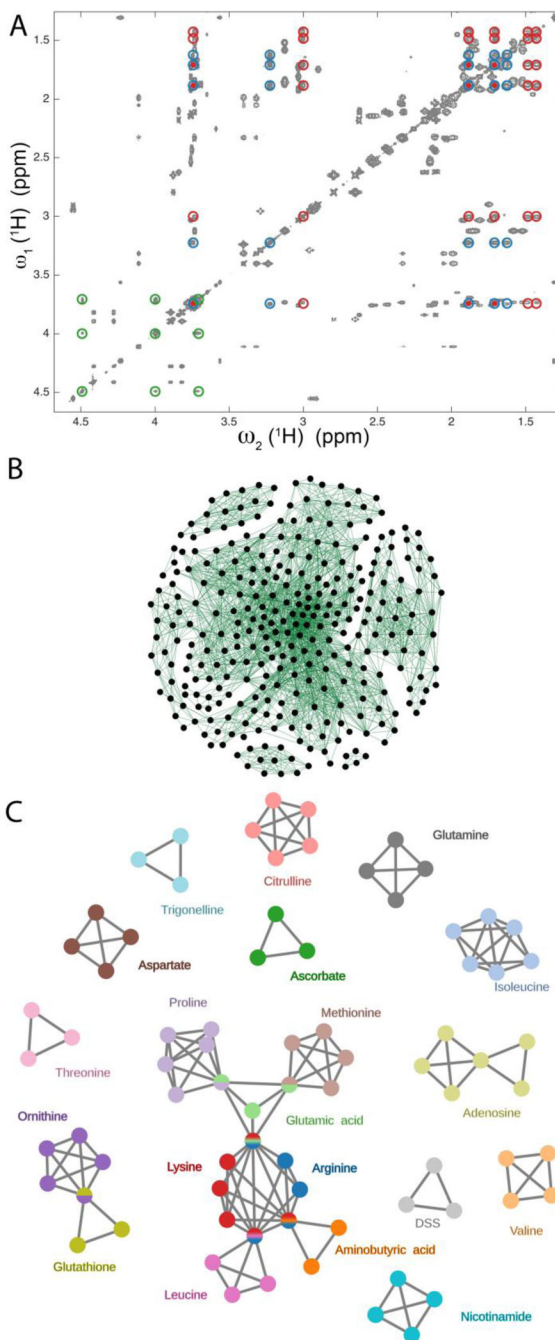 A
1.5
2
2.5
3
3.5
4
4.5
ω₁ (¹H) (ppm)
4.5 4 3.5 3 2.5 2 1.5
ω₂ (¹H) (ppm)
B
C
Glutamine
Citrulline
Trigonelline
Aspartate
Ascorbate
Isoleucine
Proline
Methionine
Threonine
Glutamic acid
Adenosine
Ornithine
Lysine
Arginine
DSS
Valine
Glutathione
Aminobutyric acid
Leucine
Nicotinamide